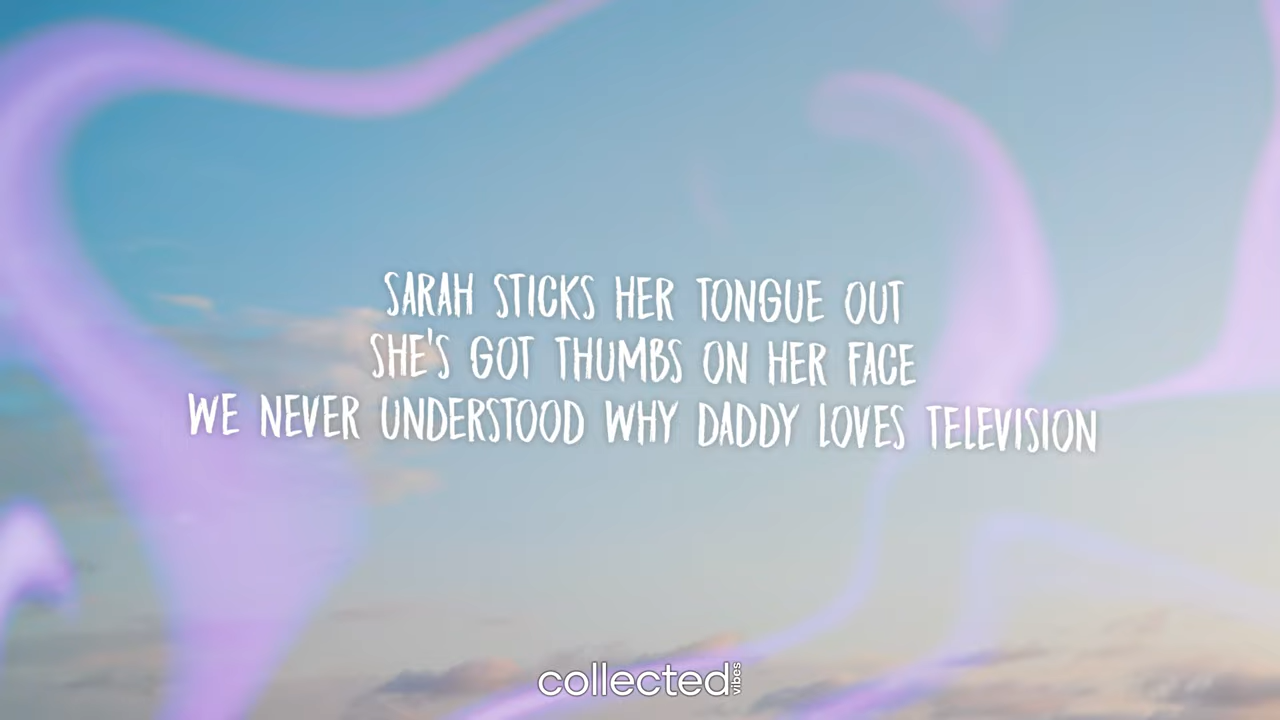 SARAH STICKS HER TONGUE OUT
SHE'S GOT THUMBS ON HER FACE
WE NEVER UNDERSTOOD WHY DADDY LOVES TELEVISION
collected vibes